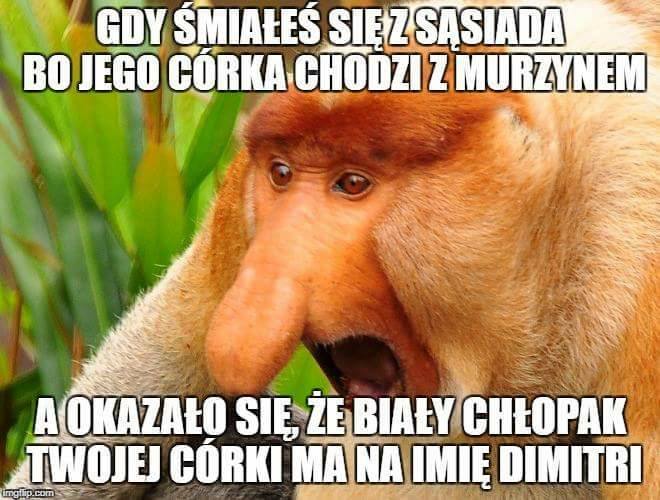 GDY ŚMIAŁEŚ SIĘ Z SĄSIADA
BO JEGO CÓRKA CHODZI Z MURZYNEM
A OKAZAŁO SIĘ, ŻE BIAŁY CHŁOPAK
TWOJEJ CÓRKI MA NA IMIĘ DIMITRI
imgflip.com